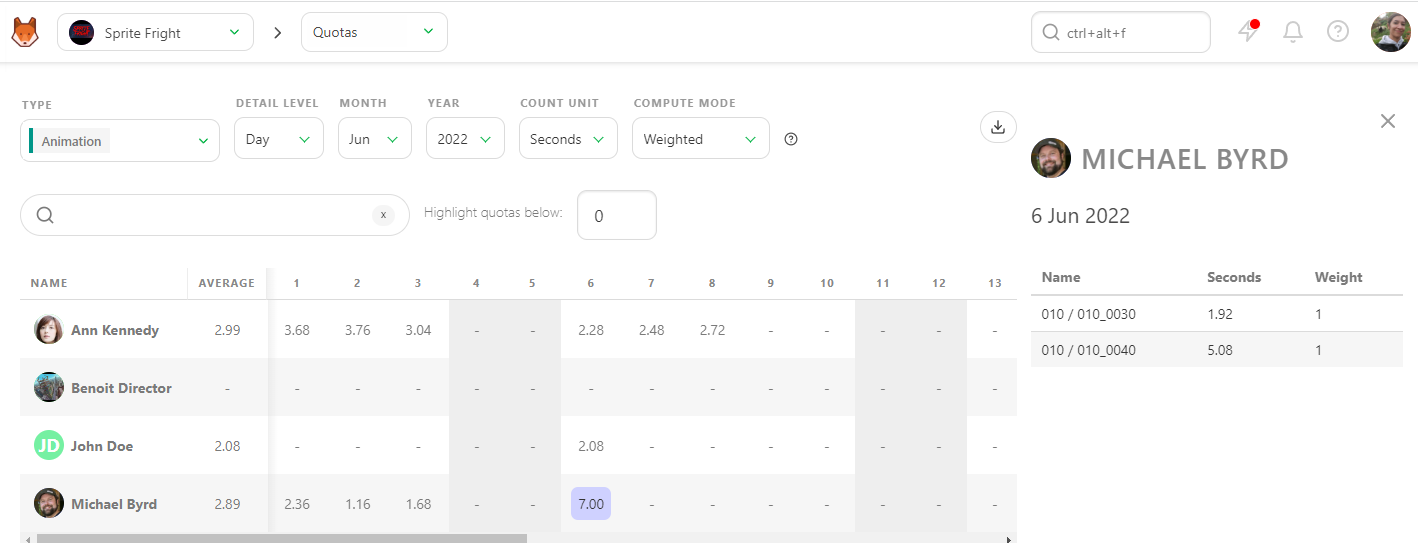 Sprite Fright
Quotas
ctrl+alt+f
TYPE
DETAIL LEVEL
MONTH
YEAR
COUNT UNIT
COMPUTE MODE
Animation
Day
Jun
2022
Seconds
Weighted
x
Highlight quotas below:
0
NAME AVERAGE 1 2 3 4 5 6 7 8 9 10 11 12 13
Ann Kennedy 2.99 3.68 3.76 3.04 - - 2.28 2.48 2.72 - - - - -
Benoit Director - - - - - - - - - - - - - -
JD John Doe 2.08 - - - - - 2.08 - - - - - - -
Michael Byrd 2.89 2.36 1.16 1.68 - - 7.00 - - - - - - -
MICHAEL BYRD
6 Jun 2022
Name Seconds Weight
010 / 010_0030 1.92 1
010 / 010_0040 5.08 1